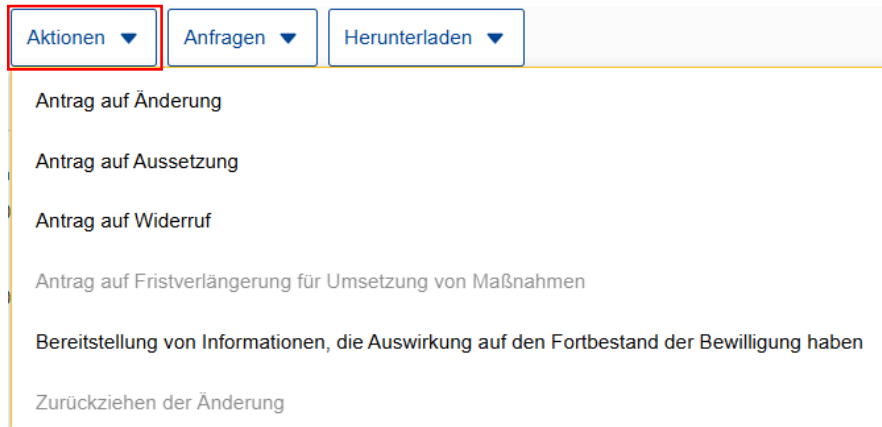 Aktionen
Anfragen
Herunterladen
Antrag auf Änderung
Antrag auf Aussetzung
Antrag auf Widerruf
Antrag auf Fristverlängerung für Umsetzung von Maßnahmen
Bereitstellung von Informationen, die Auswirkung auf den Fortbestand der Bewilligung haben
Zurückziehen der Änderung